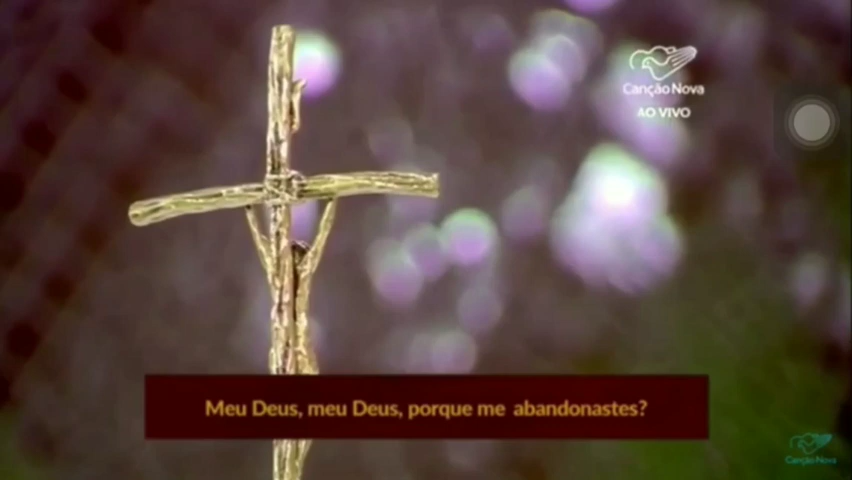 Canção Nova
AO VIVO
Meu Deus, meu Deus, porque me abandonastes?
Canção Nova